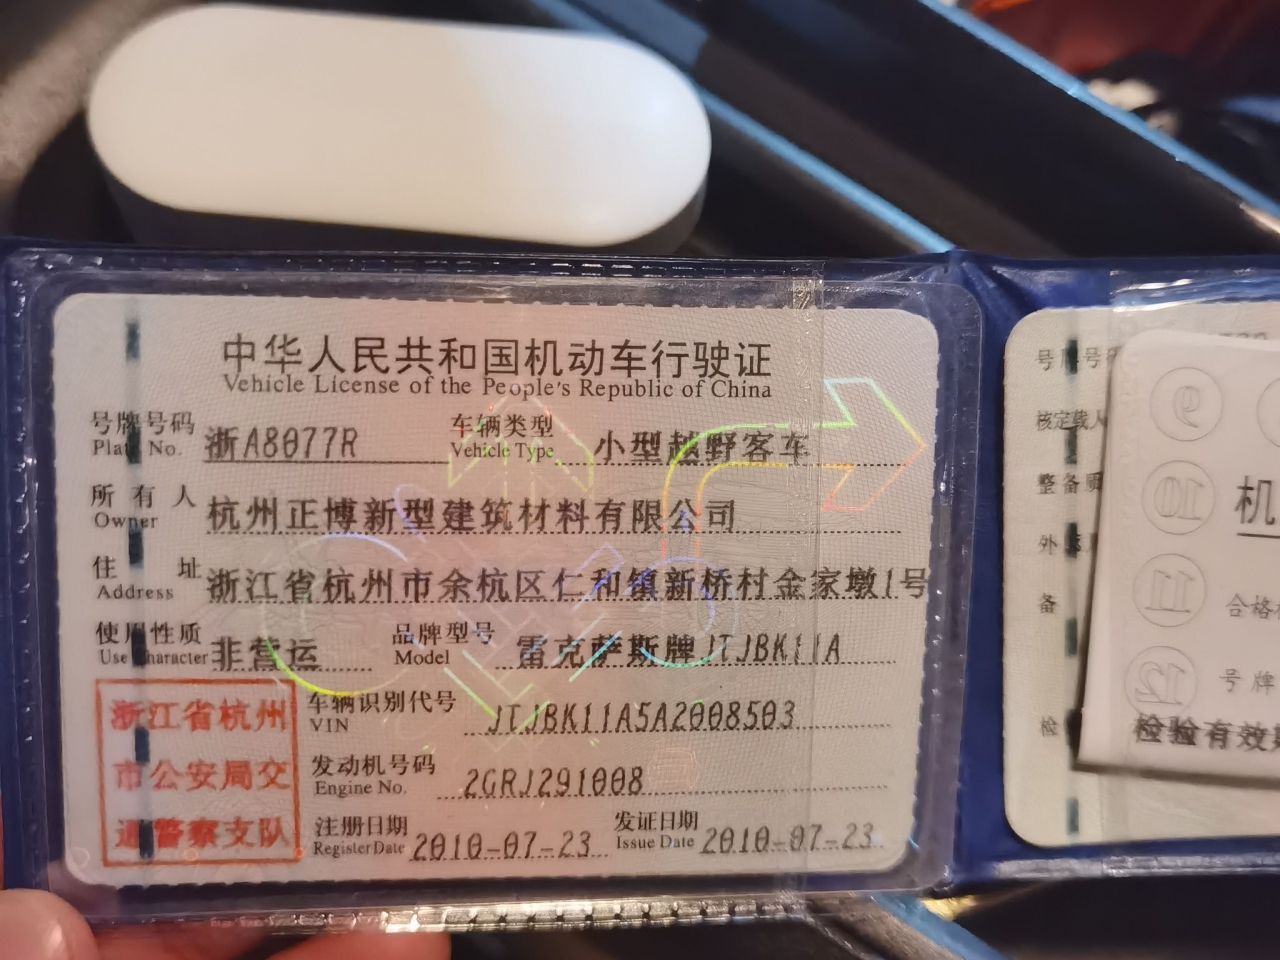 中华人民共和国机动车行驶证
Vehicle License of the People's Republic of China
号牌号码 浙A8077R 车辆类型 小型越野客车
Plate No. Vehicle Type
所有人 杭州正博新型建筑材料有限公司
Owner
住址 浙江省杭州市余杭区仁和镇新桥村金家墩1号
Address
使用性质 非营运 品牌型号 雷克萨斯牌JTJBK11A
Use Character Model
车辆识别代号 JTJBK11A5A2008503
VIN
发动机号码 2GRJ291008
Engine No.
注册日期 2010-07-23 发证日期 2010-07-23
Register Date Issue Date
浙江省杭州
市公安局交
通警察支队
号牌号
核定载人
整备质
外
备
检
9
10
11
12
机
合格
号牌
检验有效期